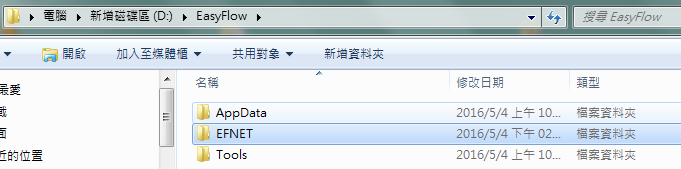 電腦 ▸ 新增磁碟區 (D:) ▸ EasyFlow ▸
搜尋 EasyFlow
開啟 加入至媒體櫃 ▼ 共用對象 ▼ 新增資料夾
名稱 修改日期 類型
最愛
AppData 2016/5/4 上午 10... 檔案資料夾
載
EFNET 2016/5/4 下午 02... 檔案資料夾
面
Tools 2016/5/4 上午 10... 檔案資料夾
近的位置